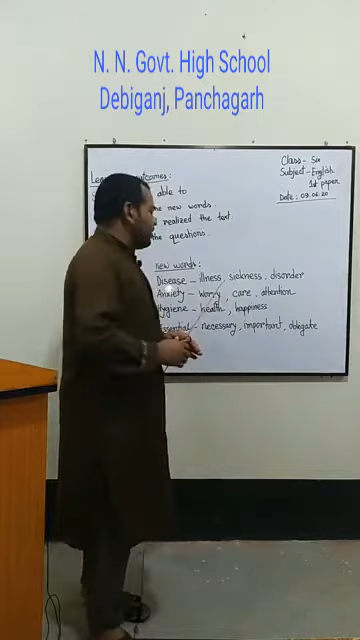 N. N. Govt. High School
Debiganj, Panchagarh
Class - Six
Subject - English
1st paper
Date: 09.06.20
outcomes:
able to
the new words.
realized the text.
the questions.
new words:
Disease - illness, sickness, disorder
Anxiety - worry, care, attention
Hygiene - health, happiness
Essential - necessary, important, oblegate